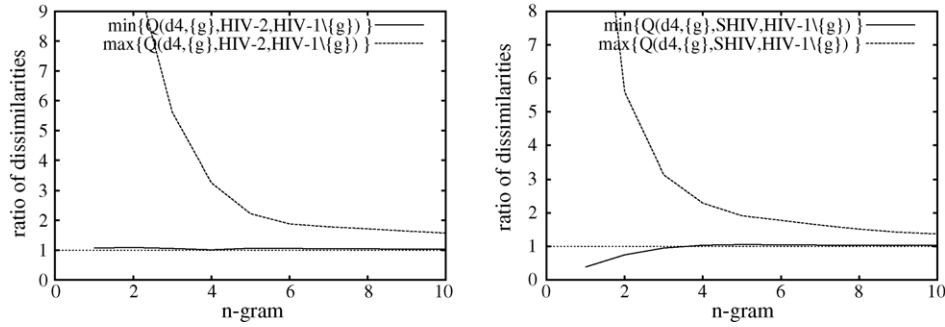 min{Q(d4,{g},HIV-2,HIV-1\{g}) }
max{Q(d4,{g},HIV-2,HIV-1\{g}) }
ratio of dissimilarities
9
8
7
6
5
4
3
2
1
0
0 2 4 6 8 10
n-gram
min{Q(d4,{g},SHIV,HIV-1\{g}) }
max{Q(d4,{g},SHIV,HIV-1\{g}) }
ratio of dissimilarities
8
7
6
5
4
3
2
1
0
0 2 4 6 8 10
n-gram